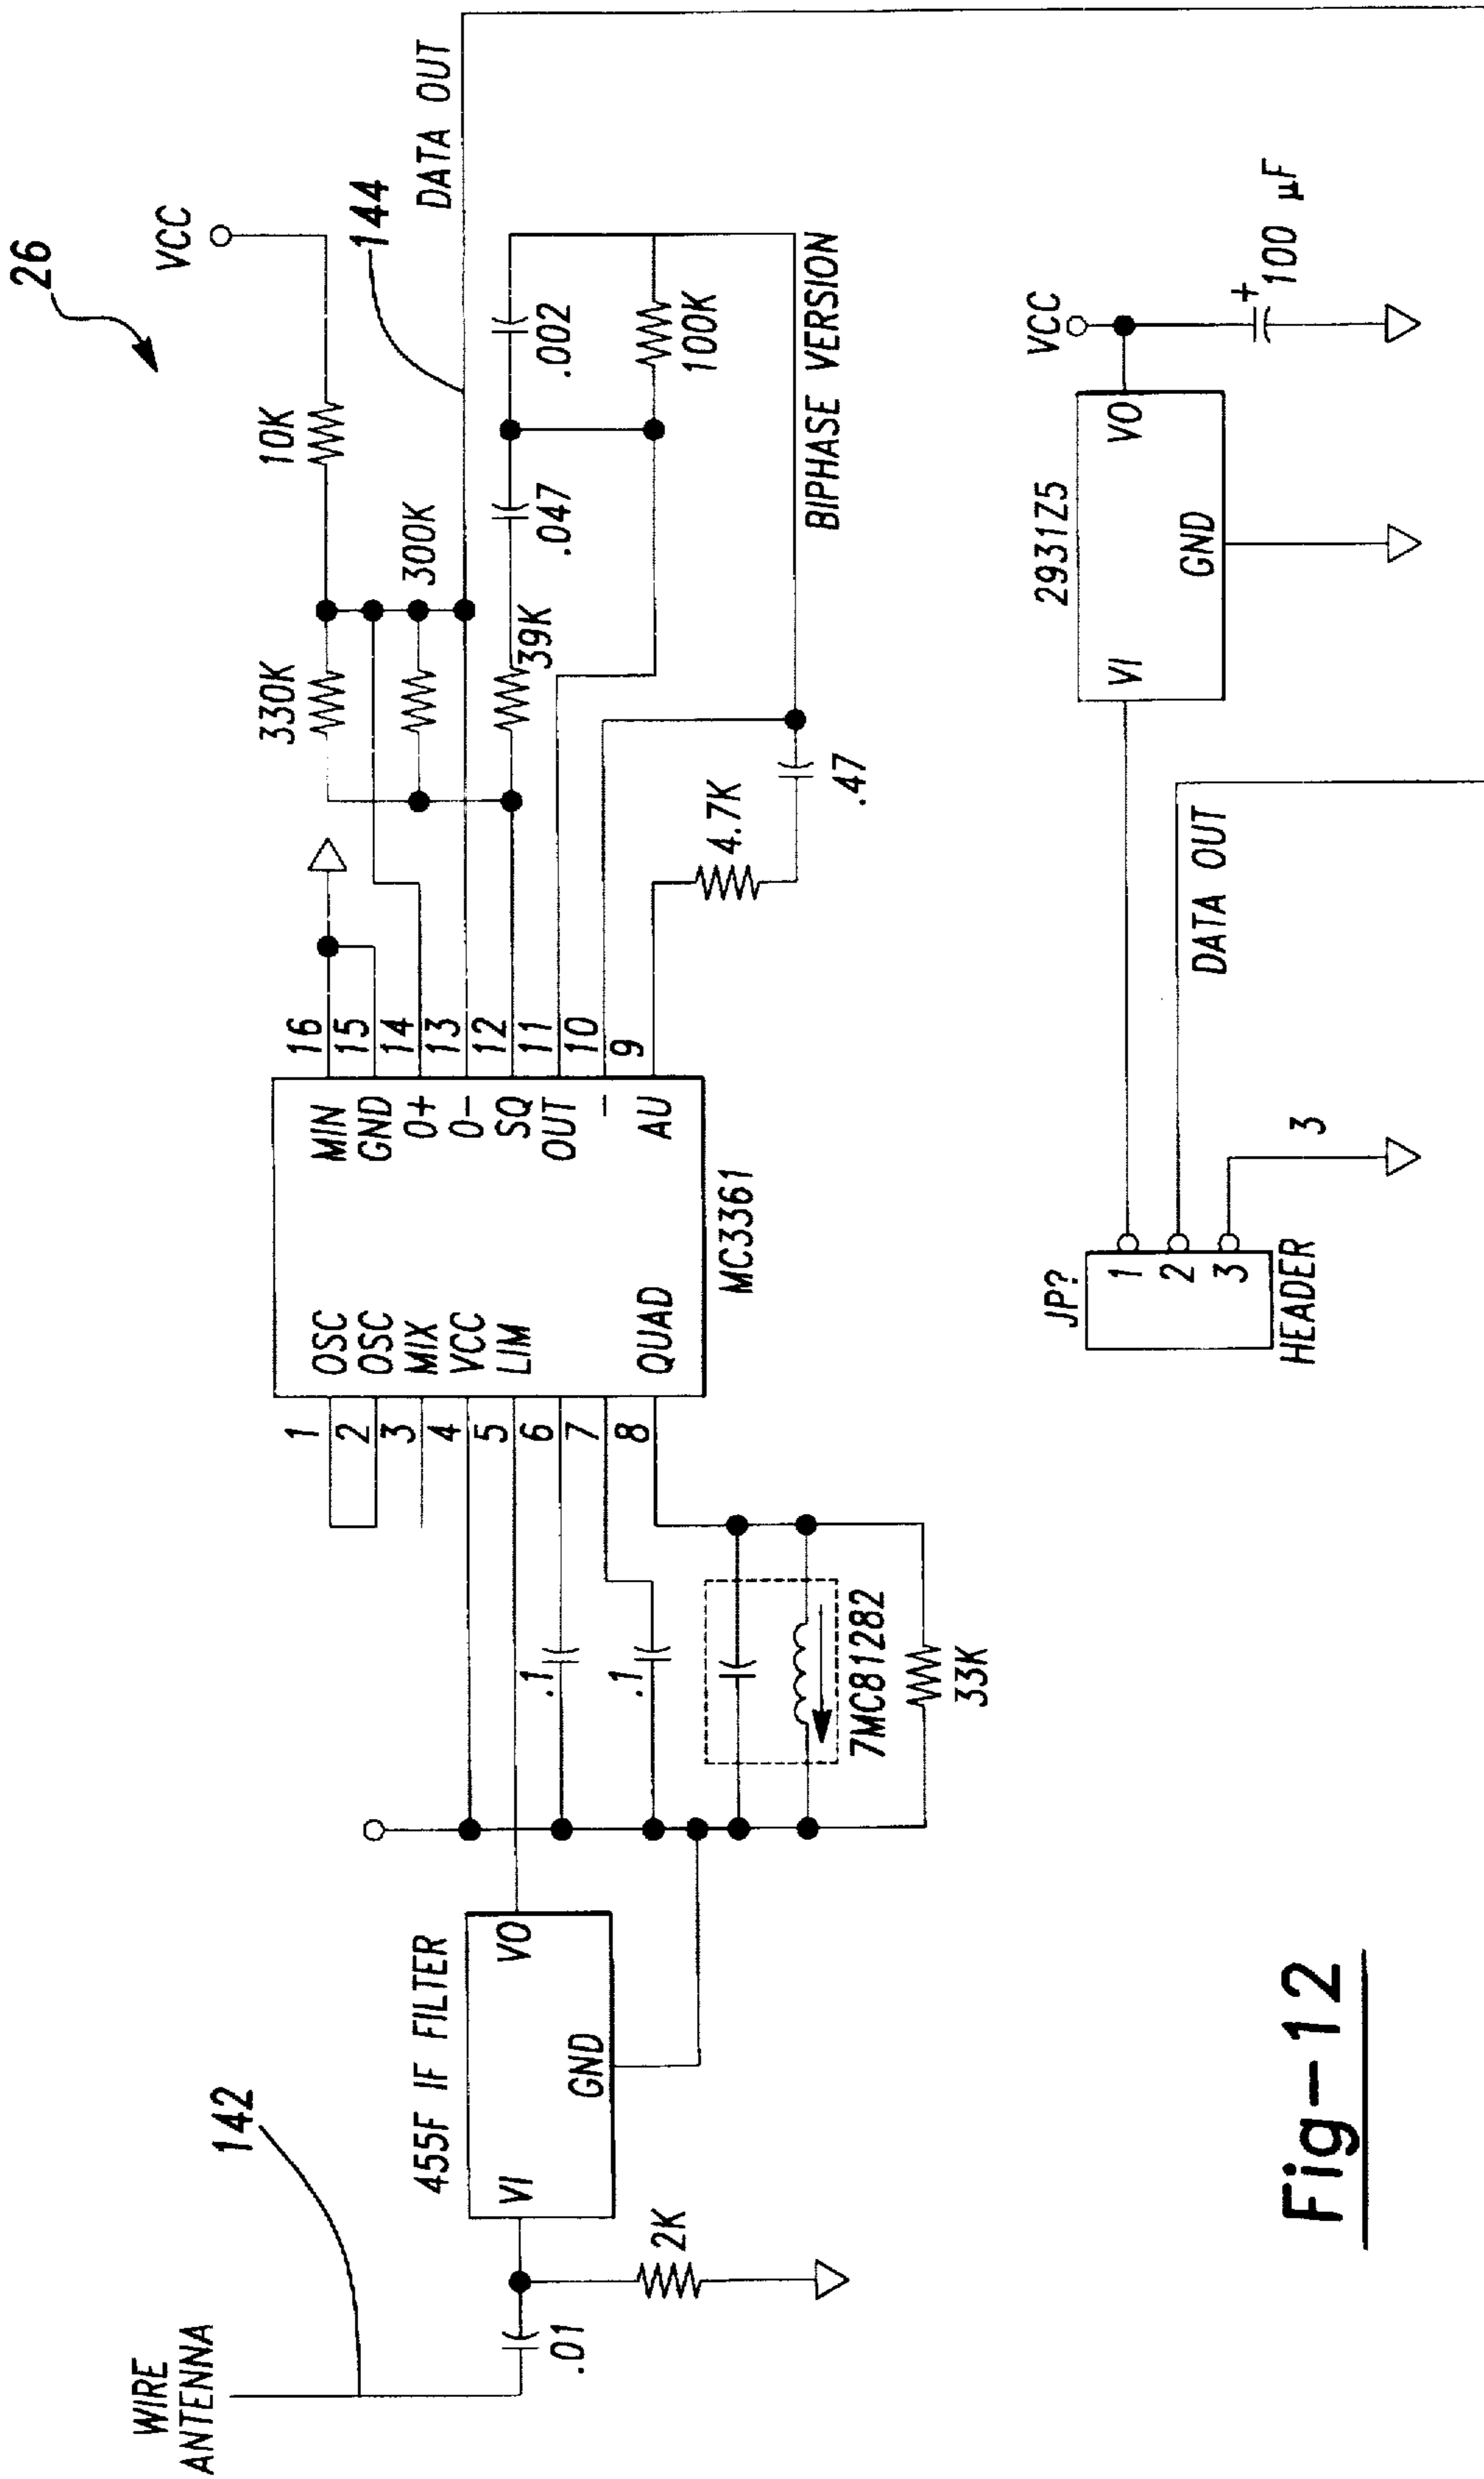 26
WIRE
ANTENNA
142
.01
2K
455F IF FILTER
VI
VO
GND
.1
.1
7MC81282
33K
1
2
3
4
5
6
7
8
OSC
OSC
MIX
VCC
LIM
QUAD
MIN
GND
O+
O-
SQ
OUT
-
AU
MC3361
16
15
14
13
12
11
10
9
330K
10K
VCC
300K
39K
.047
.002
100K
4.7K
.47
144
DATA OUT
BIPHASE VERSION
JP?
1
2
3
HEADER
3
DATA OUT
2931Z5
VI
VO
GND
VCC
+
100 µF
Fig-12